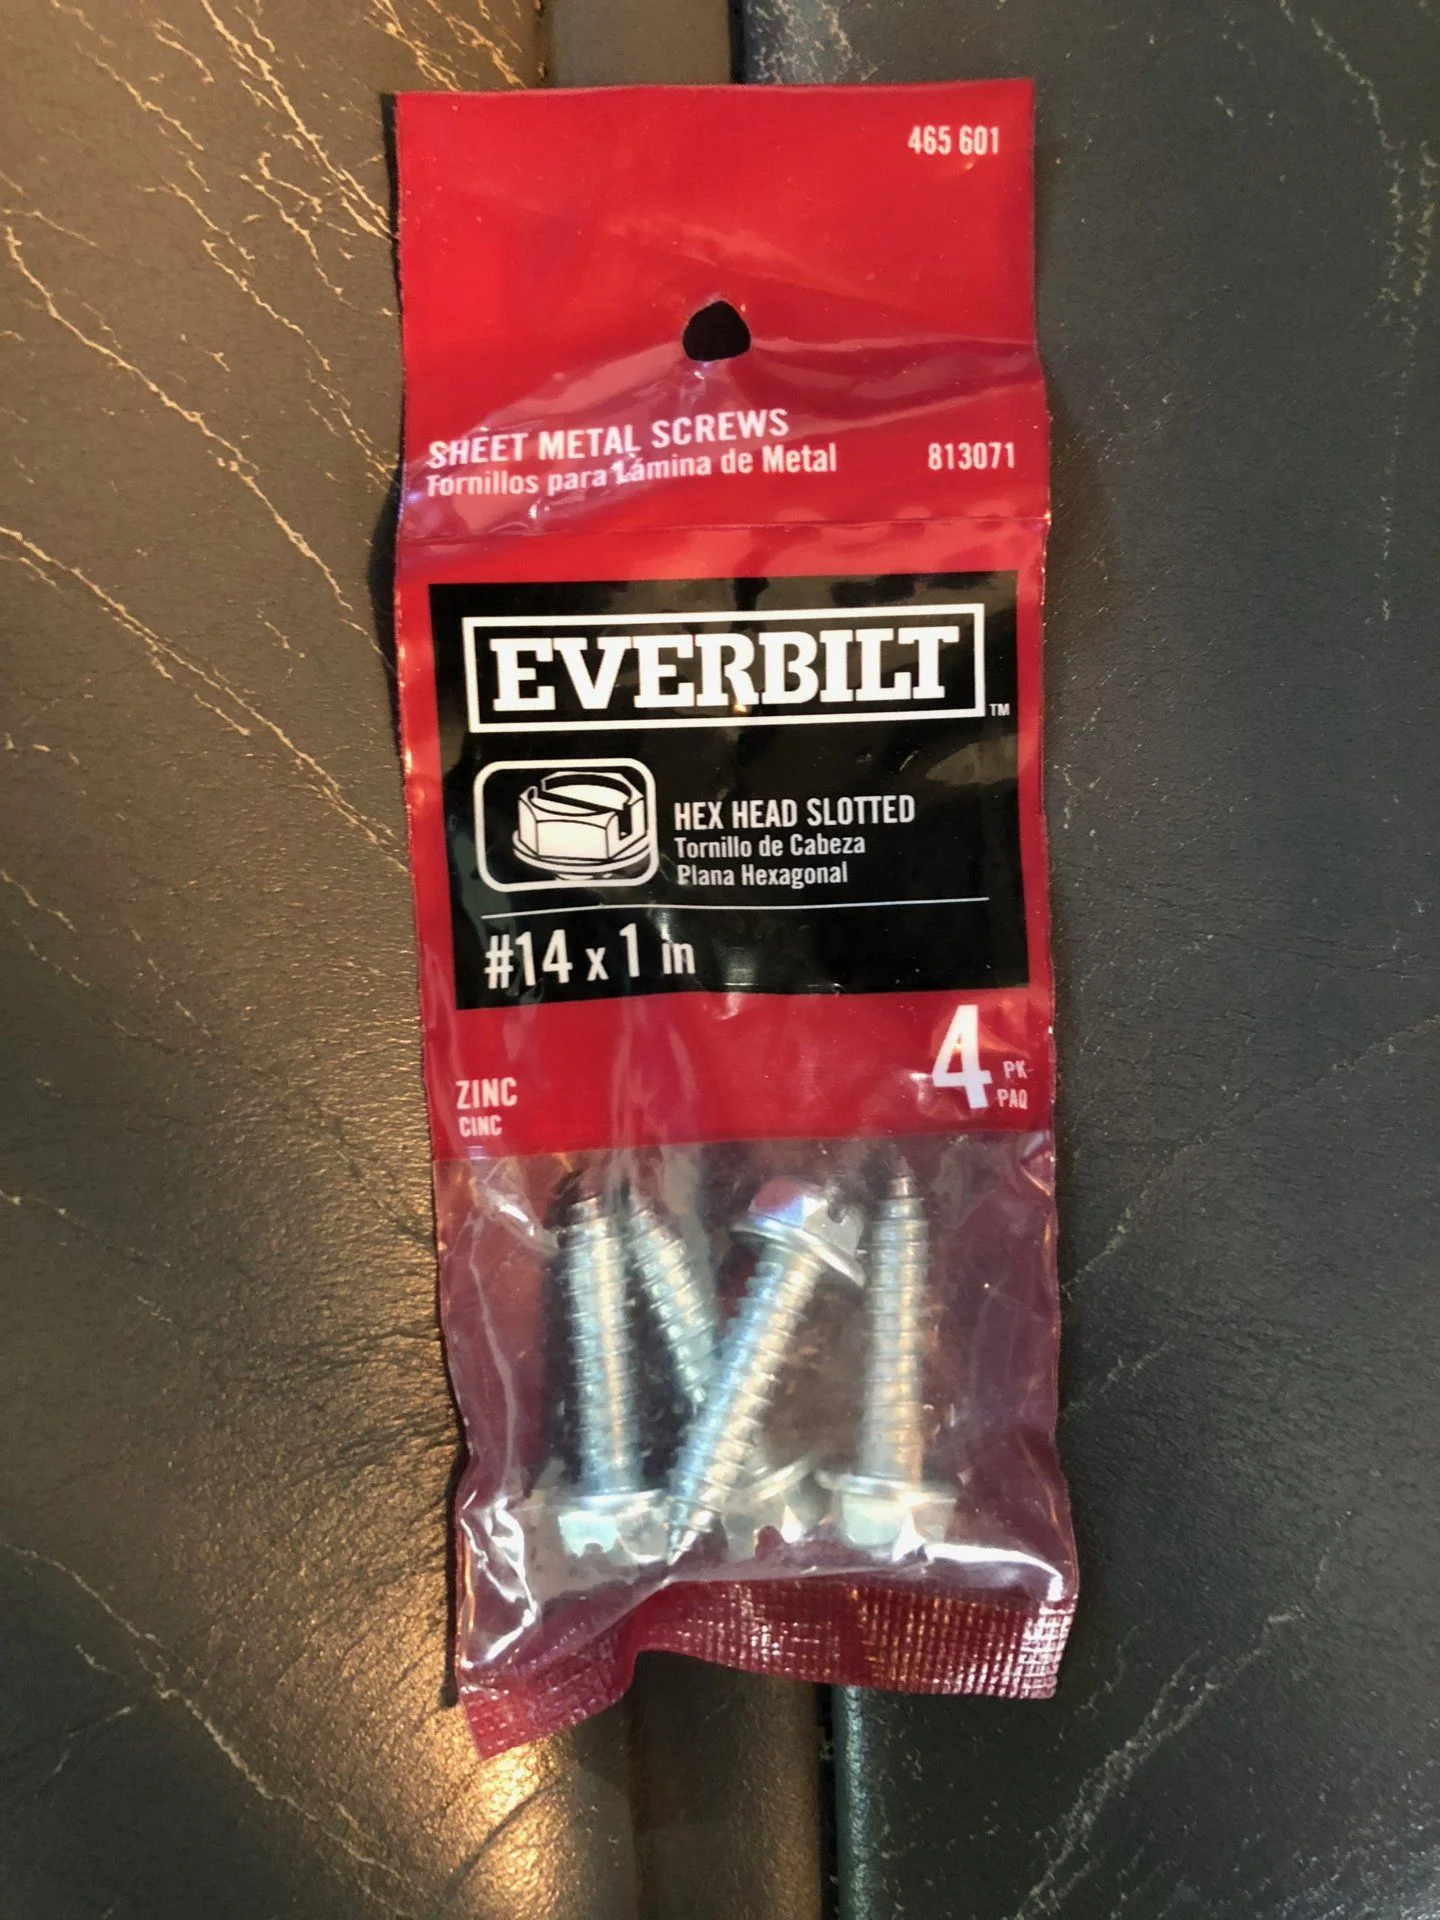 465 601
SHEET METAL SCREWS
Tornillos para Lámina de Metal
813071
EVERBILT
TM
HEX HEAD SLOTTED
Tornillo de Cabeza
Plana Hexagonal
#14 x 1 in
4
PK
PAQ
ZINC
CINC